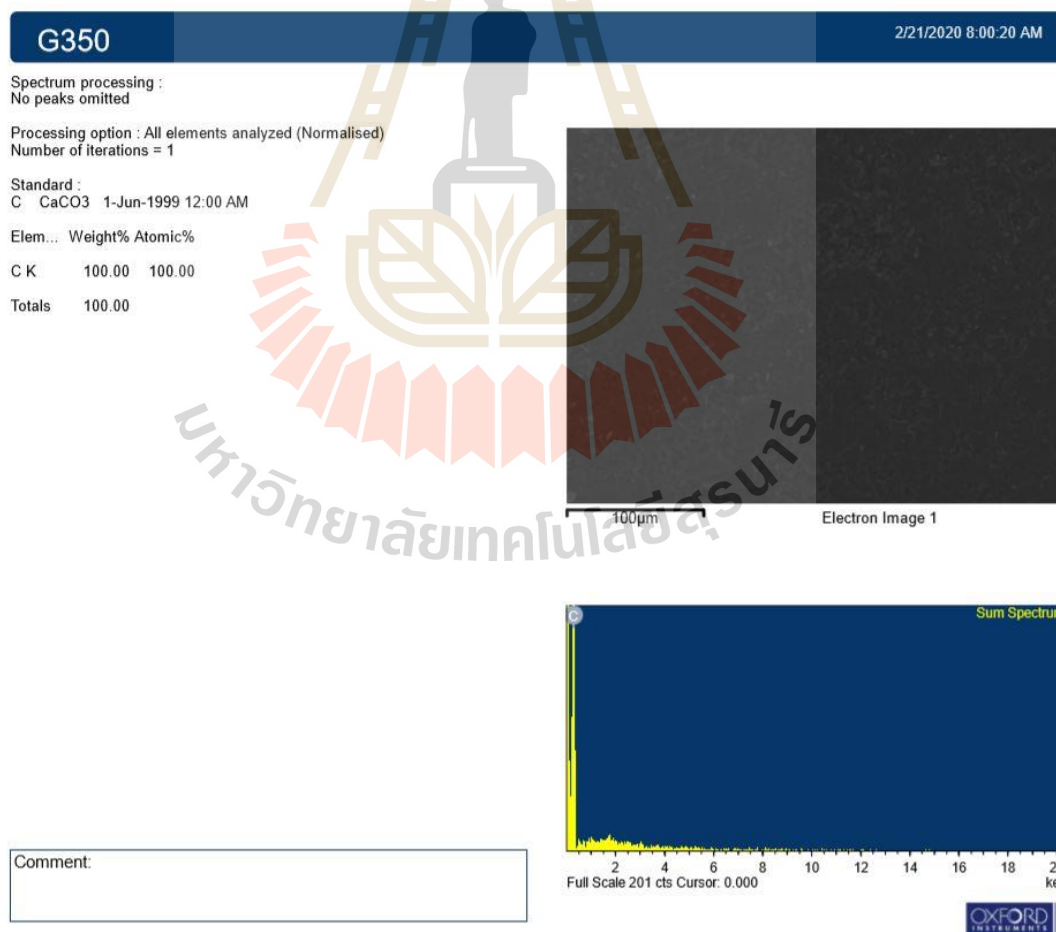 G350
2/21/2020 8:00:20 AM
Spectrum processing :
No peaks omitted
Processing option : All elements analyzed (Normalised)
Number of iterations = 1
Standard :
C CaCO3 1-Jun-1999 12:00 AM
Elem... Weight% Atomic%
C K 100.00 100.00
Totals 100.00
มหาวิทยาลัยเทคโนโลยีสุรนารี
100µm
Electron Image 1
C
Sum Spectrum
2 4 6 8 10 12 14 16 18 2
Full Scale 201 cts Cursor: 0.000
ke
Comment:
OXFORD
INSTRUMENTS